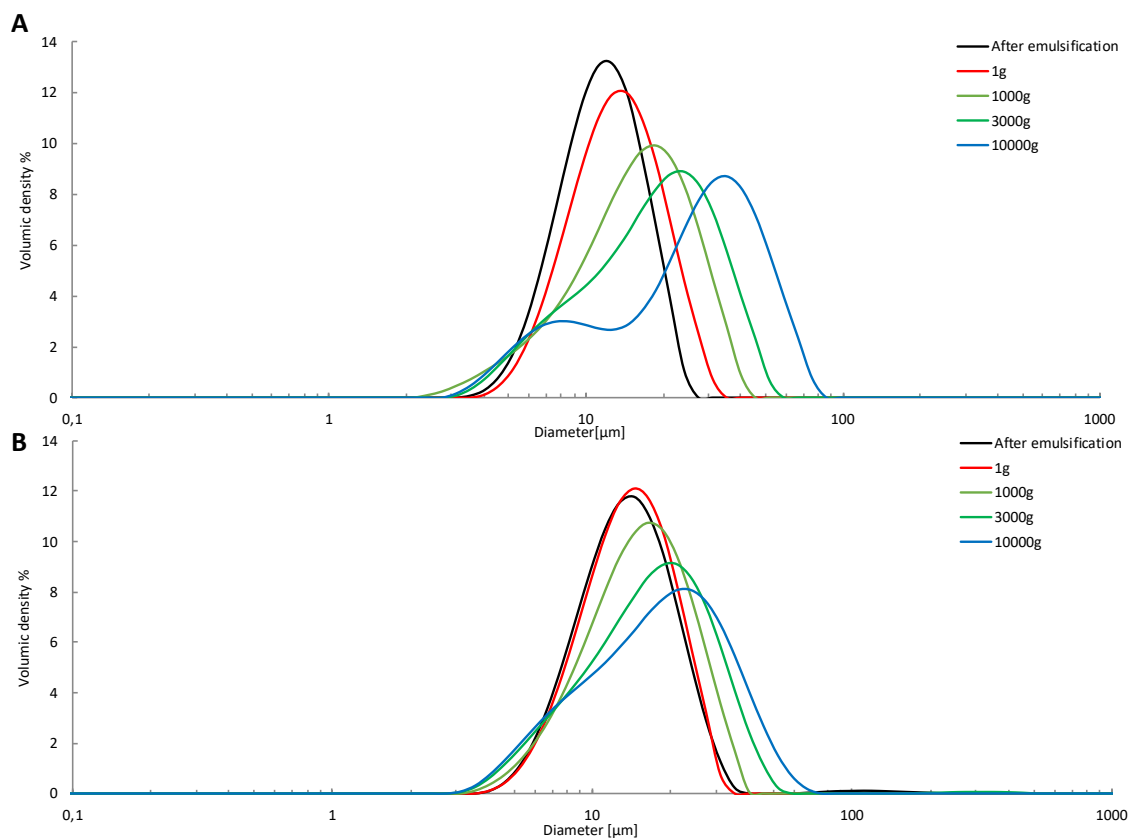 A
14
12
10
8
6
4
2
0
Volumic density %
0,1
1
10
100
1000
Diameter[µm]
After emulsification
1g
1000g
3000g
10000g
B
14
12
10
8
6
4
2
0
Volumic density %
0,1
1
10
100
1000
Diameter [µm]
After emulsification
1g
1000g
3000g
10000g